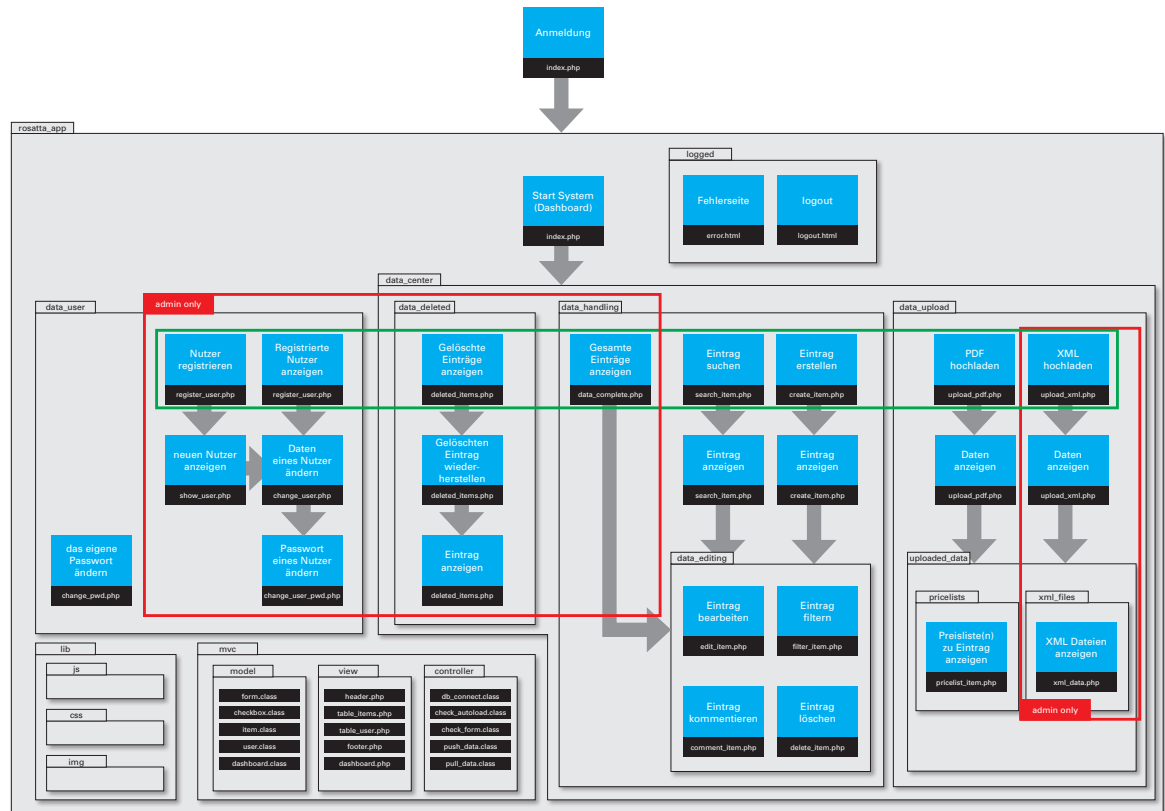 Anmeldung
index.php
rosatta_app
logged
Start System
(Dashboard)
index.php
Fehlerseite
error.html
logout
logout.html
data_center
data_user
admin only
data_deleted
data_handling
data_upload
Nutzer
registrieren
register_user.php
Registrierte
Nutzer
anzeigen
register_user.php
Gelöschte
Einträge
anzeigen
deleted_items.php
Gesamte
Einträge
anzeigen
data_complete.php
Eintrag
suchen
search_item.php
Eintrag
erstellen
create_item.php
PDF
hochladen
upload_pdf.php
XML
hochladen
upload_xml.php
neuen Nutzer
anzeigen
show_user.php
Daten
eines Nutzer
ändern
change_user.php
Gelöschten
Eintrag
wieder-
herstellen
deleted_items.php
Eintrag
anzeigen
search_item.php
Eintrag
anzeigen
create_item.php
Daten
anzeigen
upload_pdf.php
Daten
anzeigen
upload_xml.php
das eigene
Passwort
ändern
change_pwd.php
Passwort
eines Nutzer
ändern
change_user_pwd.php
Eintrag
anzeigen
deleted_items.php
data_editing
uploaded_data
Eintrag
bearbeiten
edit_item.php
Eintrag
filtern
filter_item.php
pricelists
xml_files
Preisliste(n)
zu Eintrag
anzeigen
pricelist_item.php
XML Dateien
anzeigen
xml_data.php
admin only
Eintrag
kommentieren
comment_item.php
Eintrag
löschen
delete_item.php
lib
js
css
img
mvc
model
form.class
checkbox.class
item.class
user.class
dashboard.class
view
header.php
table_items.php
table_user.php
footer.php
dashboard.php
controller
db_connect.class
check_autoload.class
check_form.class
push_data.class
pull_data.class